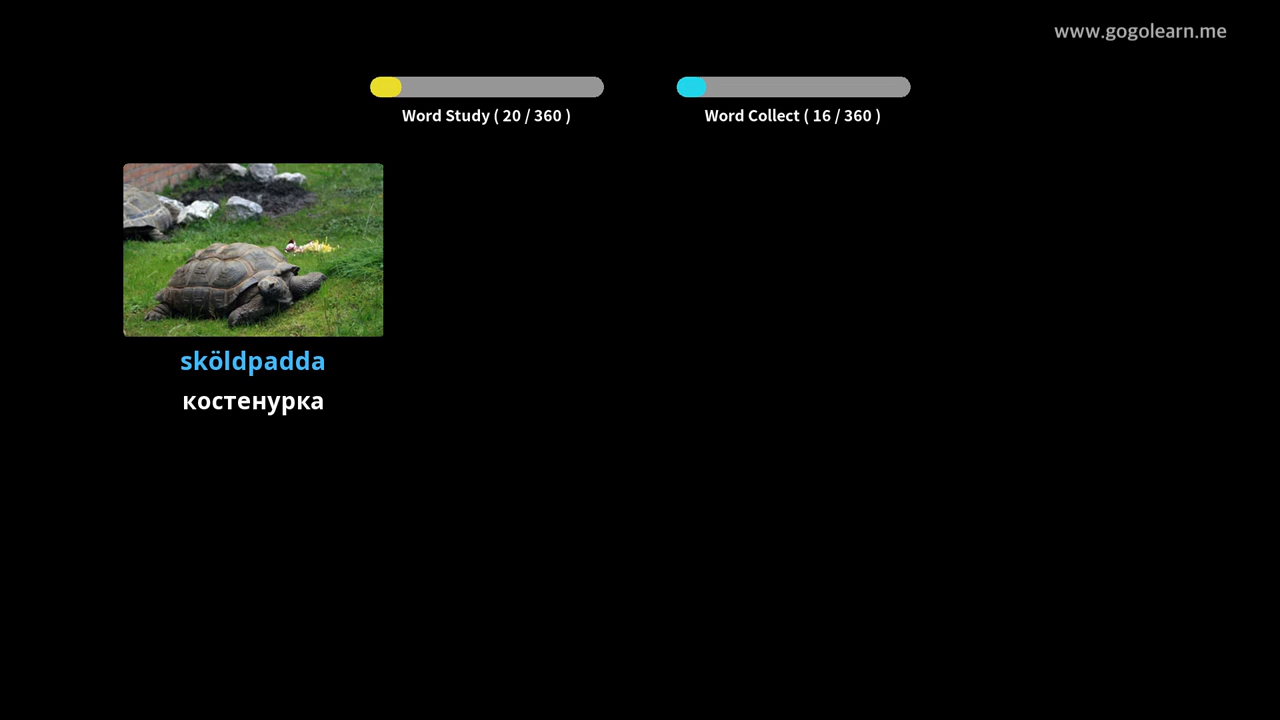 www.gogolearn.me
Word Study ( 20 / 360 )
Word Collect ( 16 / 360 )
sköldpadda
костенурка